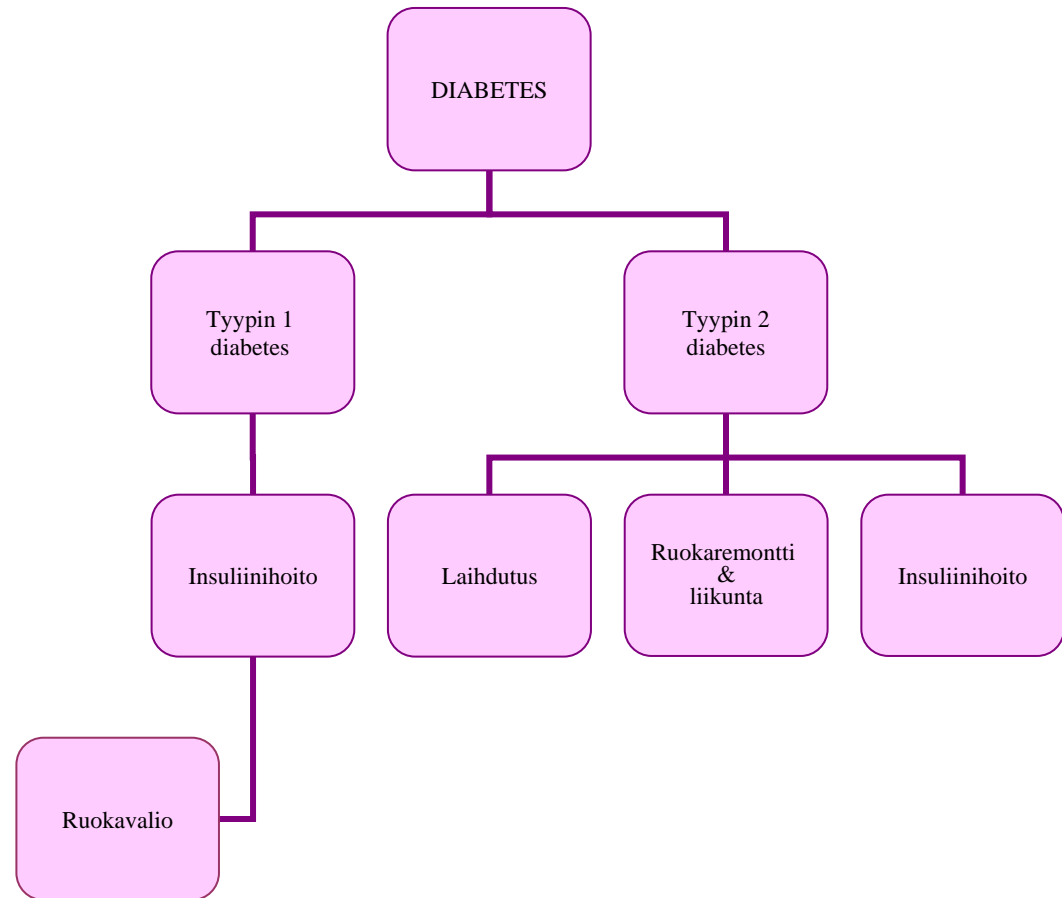 DIABETES
Tyypin 1
diabetes
Tyypin 2
diabetes
Insuliinihoito
Laihdutus
Ruokaremontti
&
liikunta
Insuliinihoito
Ruokavalio